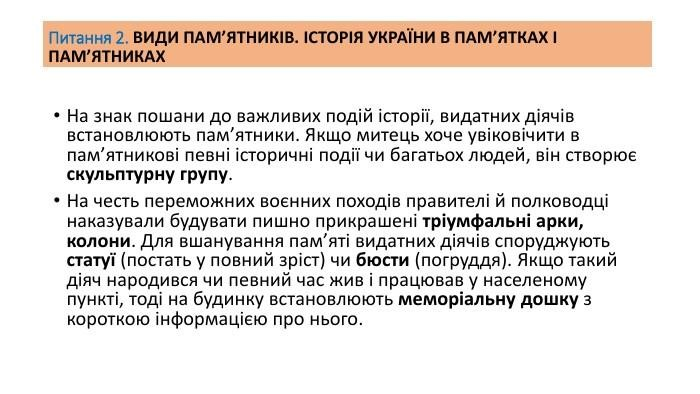 Питання 2. ВИДИ ПАМ’ЯТНИКІВ. ІСТОРІЯ УКРАЇНИ В ПАМ’ЯТКАХ І
ПАМ’ЯТНИКАХ
• На знак пошани до важливих подій історії, видатних діячів
встановлюють пам’ятники. Якщо митець хоче увіковічити в
пам’ятникові певні історичні події чи багатьох людей, він створює
скульптурну групу.
• На честь переможних воєнних походів правителі й полководці
наказували будувати пишно прикрашені тріумфальні арки,
колони. Для вшанування пам’яті видатних діячів споруджують
статуї (постать у повний зріст) чи бюсти (погруддя). Якщо такий
діяч народився чи певний час жив і працював у населеному
пункті, тоді на будинку встановлюють меморіальну дошку з
короткою інформацією про нього.